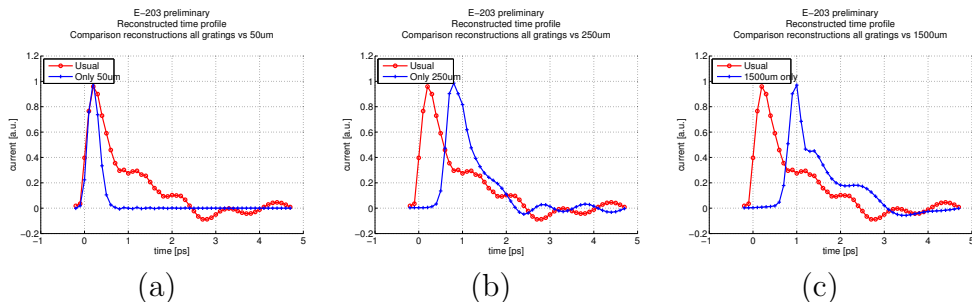 E−203 preliminary
Reconstructed time profile
Comparison reconstructions all gratings vs 50um
1.2
1
0.8
0.6
0.4
0.2
0
−0.2
current [a.u.]
Usual
Only 50um
−1 0 1 2 3 4 5
time [ps]
(a)
E−203 preliminary
Reconstructed time profile
Comparison reconstructions all gratings vs 250um
1.2
1
0.8
0.6
0.4
0.2
0
−0.2
current [a.u.]
Usual
Only 250um
−1 0 1 2 3 4 5
time [ps]
(b)
E−203 preliminary
Reconstructed time profile
Comparison reconstructions all gratings vs 1500um
1.2
1
0.8
0.6
0.4
0.2
0
−0.2
current [a.u.]
Usual
1500um only
−1 0 1 2 3 4 5
time [ps]
(c)